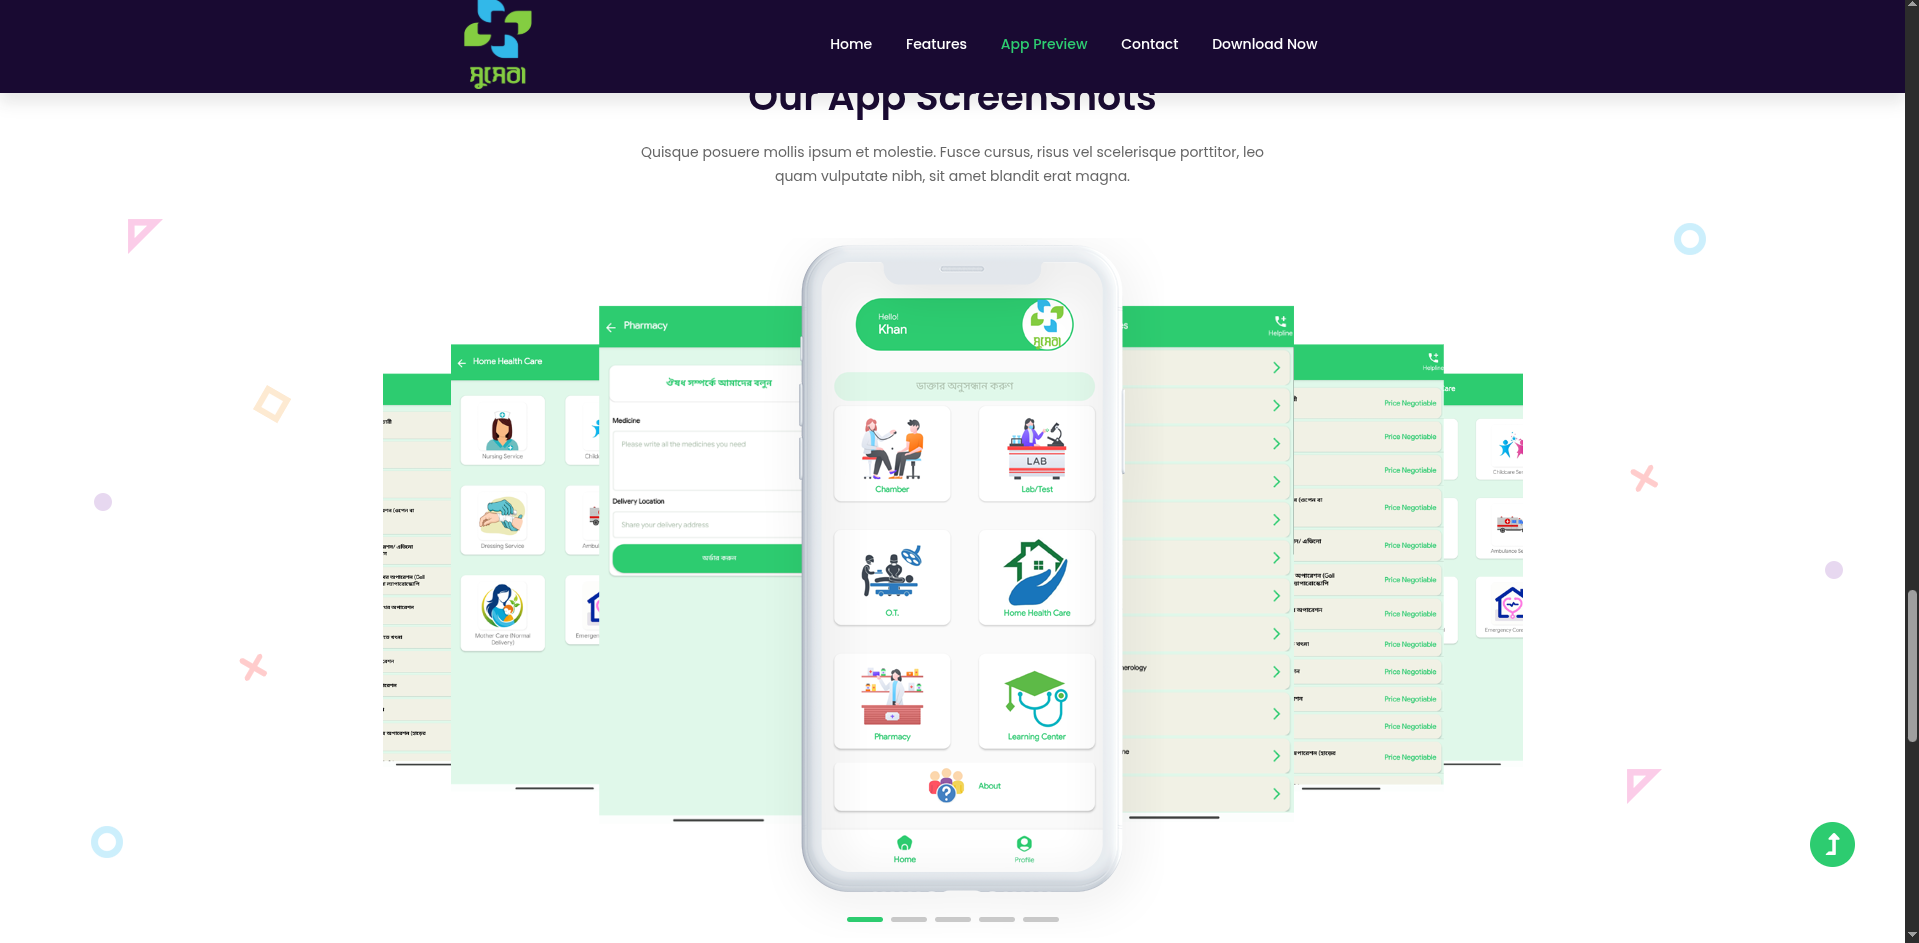 Home
Features
App Preview
Contact
Download Now
Our App ScreenShots
Quisque posuere mollis ipsum et molestie. Fusce cursus, risus vel scelerisque porttitor, leo
quam vulputate nibh, sit amet blandit erat magna.
Home Health Care
Nursing Service
Dressing Service
Mother Care (Normal
Delivery)
Pharmacy
ঔষধ সম্পর্কে আমাদের বলুন
Medicine
Please write all the medicines you need
Delivery Location
Share your delivery address
অর্ডার করুন
Hello!
Khan
ডাক্তার অনুসন্ধান করুণ
Chamber
LAB
Lab/Test
O.T.
Home Health Care
Pharmacy
Learning Center
About
Home
Profile
Helpline
Helpline
Price Negotiable
Price Negotiable
Price Negotiable
Price Negotiable
Price Negotiable
Price Negotiable
Price Negotiable
Price Negotiable
Price Negotiable
Price Negotiable
Price Negotiable
Price Negotiable